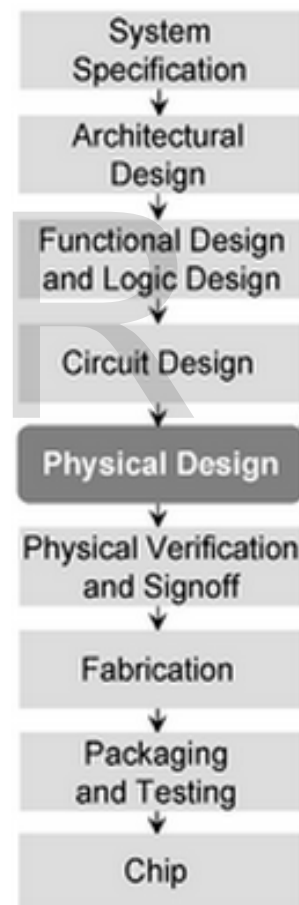 System
Specification
Architectural
Design
Functional Design
and Logic Design
Circuit Design
Physical Design
Physical Verification
and Signoff
Fabrication
Packaging
and Testing
Chip
R